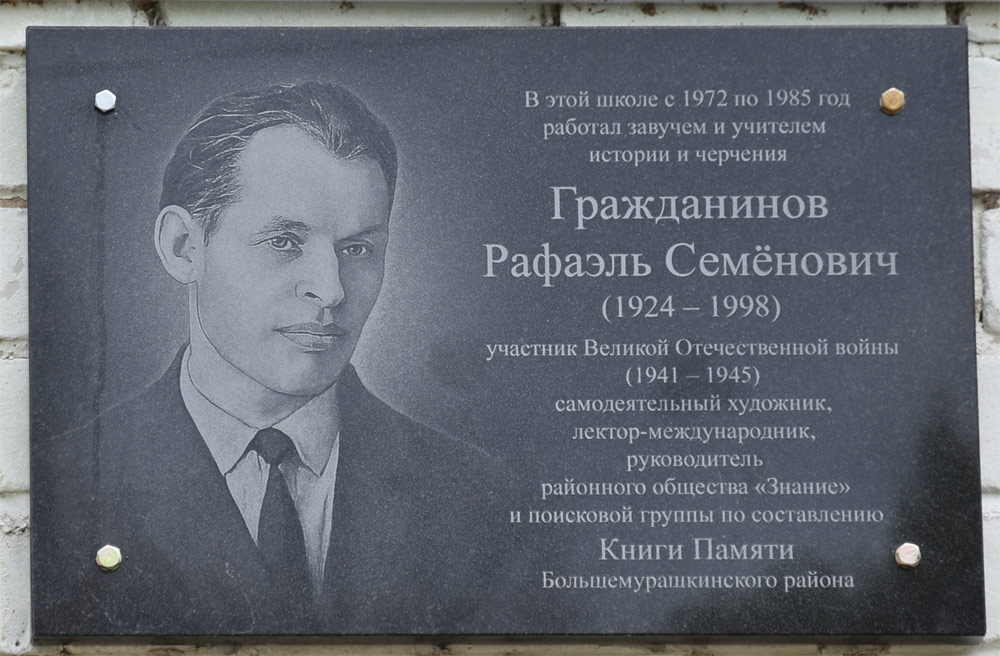 В этой школе с 1972 по 1985 год
работал завучем и учителем
истории и черчения
Гражданинов
Рафаэль Семёнович
(1924 – 1998)
участник Великой Отечественной войны
(1941 – 1945)
самодеятельный художник,
лектор-международник,
руководитель
районного общества «Знание»
и поисковой группы по составлению
Книги Памяти
Большемурашкинского района